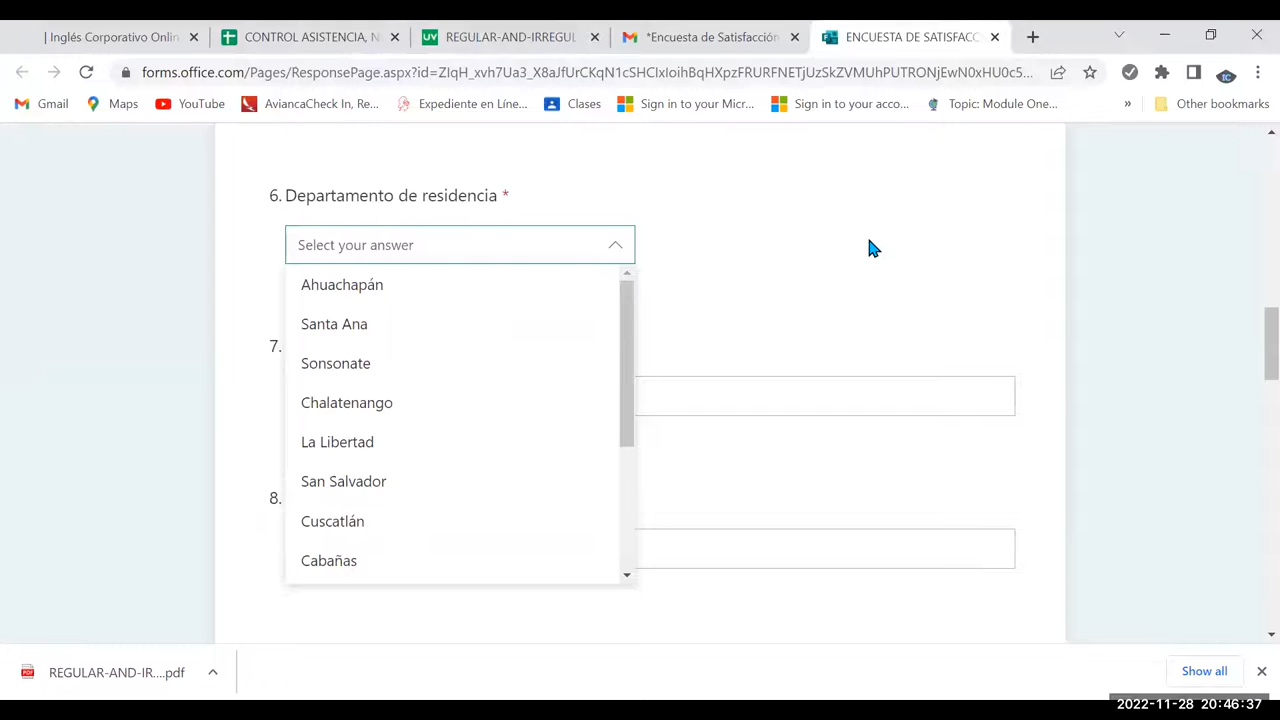 | Inglés Corporativo Onlin
CONTROL ASISTENCIA, N
REGULAR-AND-IRREGUL
*Encuesta de Satisfacción
ENCUESTA DE SATISFACC
forms.office.com/Pages/ResponsePage.aspx?id=ZIqH_xvh7Ua3_X8aJfUrCKqN1cSHCIxIoihBqHXpzFRURFNETjUzSkZVMUhPUTRONjEwN0xHU0c5...
Gmail
Maps
YouTube
AviancaCheck In, Re...
Expediente en Líne...
Clases
Sign in to your Micr...
Sign in to your acco...
Topic: Module One...
»
Other bookmarks
6. Departamento de residencia *
Select your answer
Ahuachapán
Santa Ana
Sonsonate
7.
Chalatenango
La Libertad
San Salvador
8.
Cuscatlán
Cabañas
REGULAR-AND-IR....pdf
Show all
2022-11-28 20:46:37